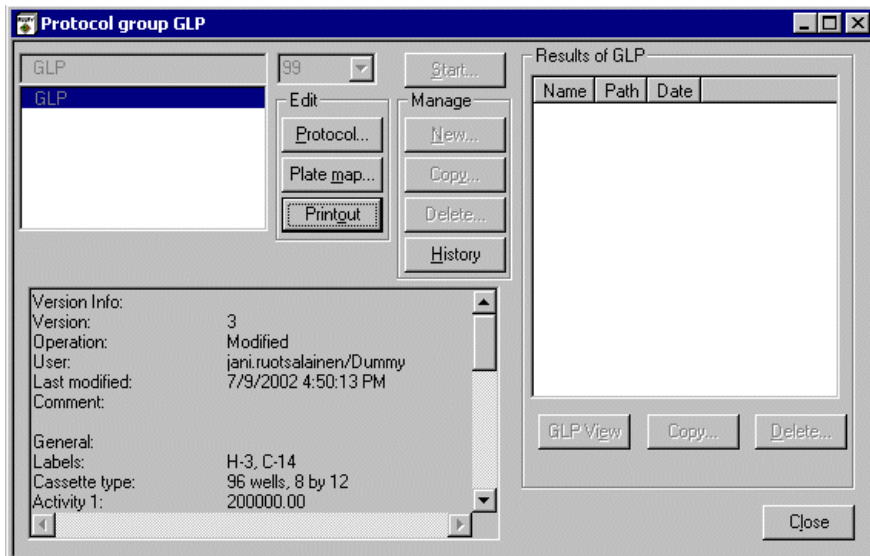 Protocol group GLP
GLP 99 Start...
GLP
Edit
Protocol...
Plate map...
Printout
Manage
New...
Copy...
Delete...
History
Version Info:
Version: 3
Operation: Modified
User: jani.ruotsalainen/Dummy
Last modified: 7/9/2002 4:50:13 PM
Comment:
General:
Labels: H-3, C-14
Cassette type: 96 wells, 8 by 12
Activity 1: 200000.00
Results of GLP
Name Path Date
GLP View Copy... Delete...
Close